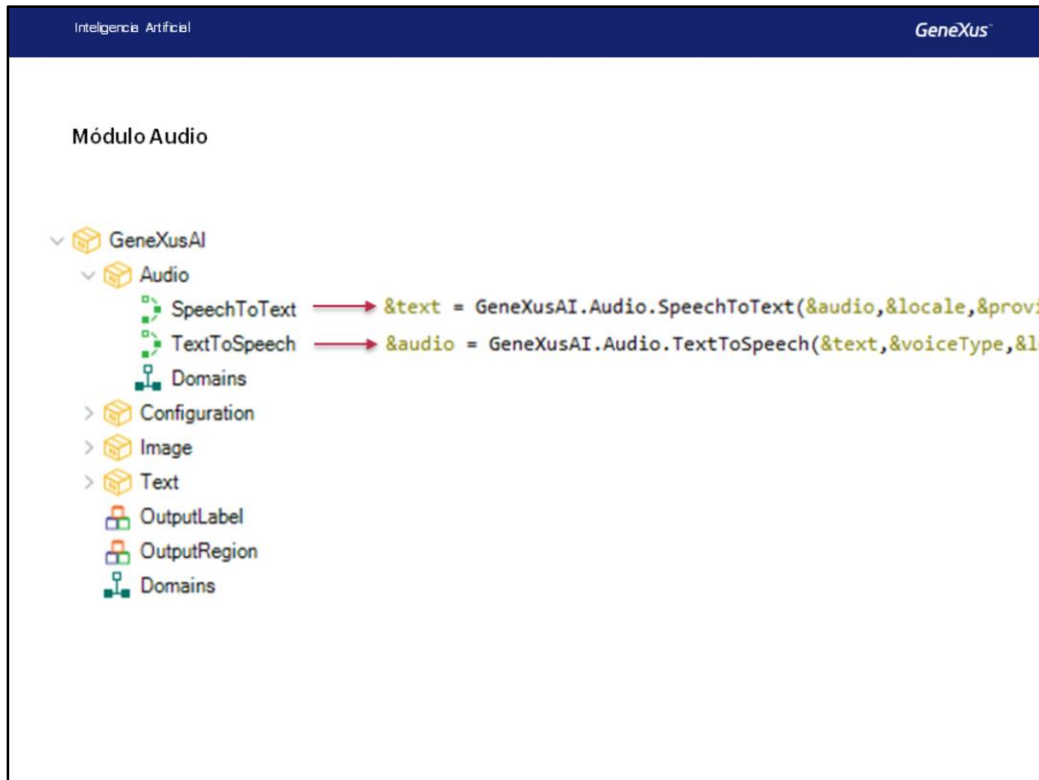 Inteligencia Artificial
GeneXus
Módulo Audio
GeneXusAI
Audio
SpeechToText &text = GeneXusAI.Audio.SpeechToText(&audio,&locale,&provi
TextToSpeech &audio = GeneXusAI.Audio.TextToSpeech(&text,&voiceType,&l
Domains
Configuration
Image
Text
OutputLabel
OutputRegion
Domains